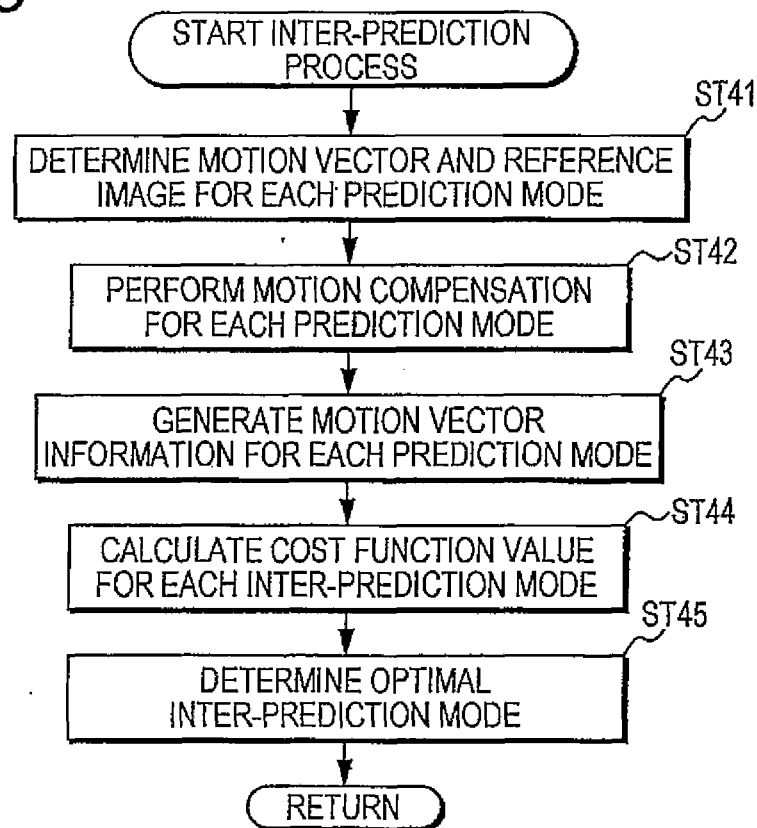 START INTER-PREDICTION
PROCESS
ST41
DETERMINE MOTION VECTOR AND REFERENCE
IMAGE FOR EACH PREDICTION MODE
ST42
PERFORM MOTION COMPENSATION
FOR EACH PREDICTION MODE
ST43
GENERATE MOTION VECTOR
INFORMATION FOR EACH PREDICTION MODE
ST44
CALCULATE COST FUNCTION VALUE
FOR EACH INTER-PREDICTION MODE
ST45
DETERMINE OPTIMAL
INTER-PREDICTION MODE
RETURN